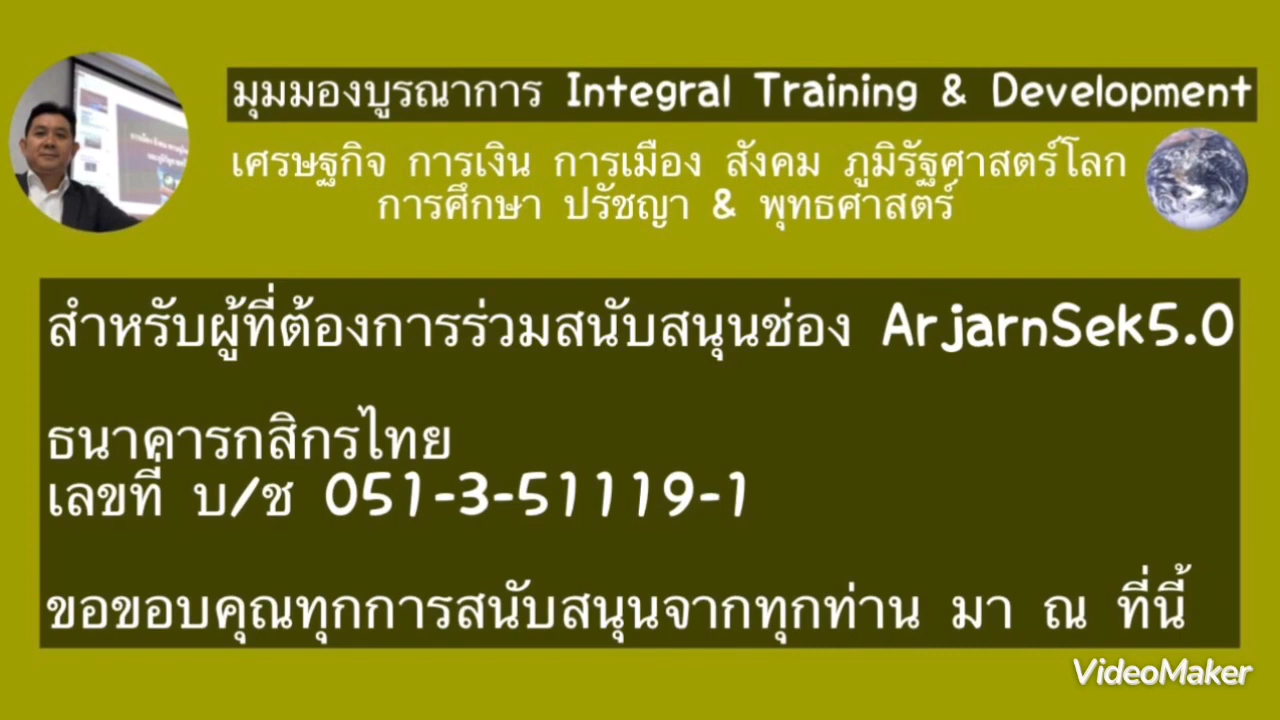 มุมมองบูรณาการ Integral Training & Development
เศรษฐกิจ การเงิน การเมือง สังคม ภูมิรัฐศาสตร์โลก
การศึกษา ปรัชญา & พุทธศาสตร์
สำหรับผู้ที่ต้องการร่วมสนับสนุนช่อง ArjarnSek5.0
ธนาคารกสิกรไทย
เลขที่ บ/ช 051-3-51119-1
ขอขอบคุณทุกการสนับสนุนจากทุกท่าน มา ณ ที่นี้
VideoMaker